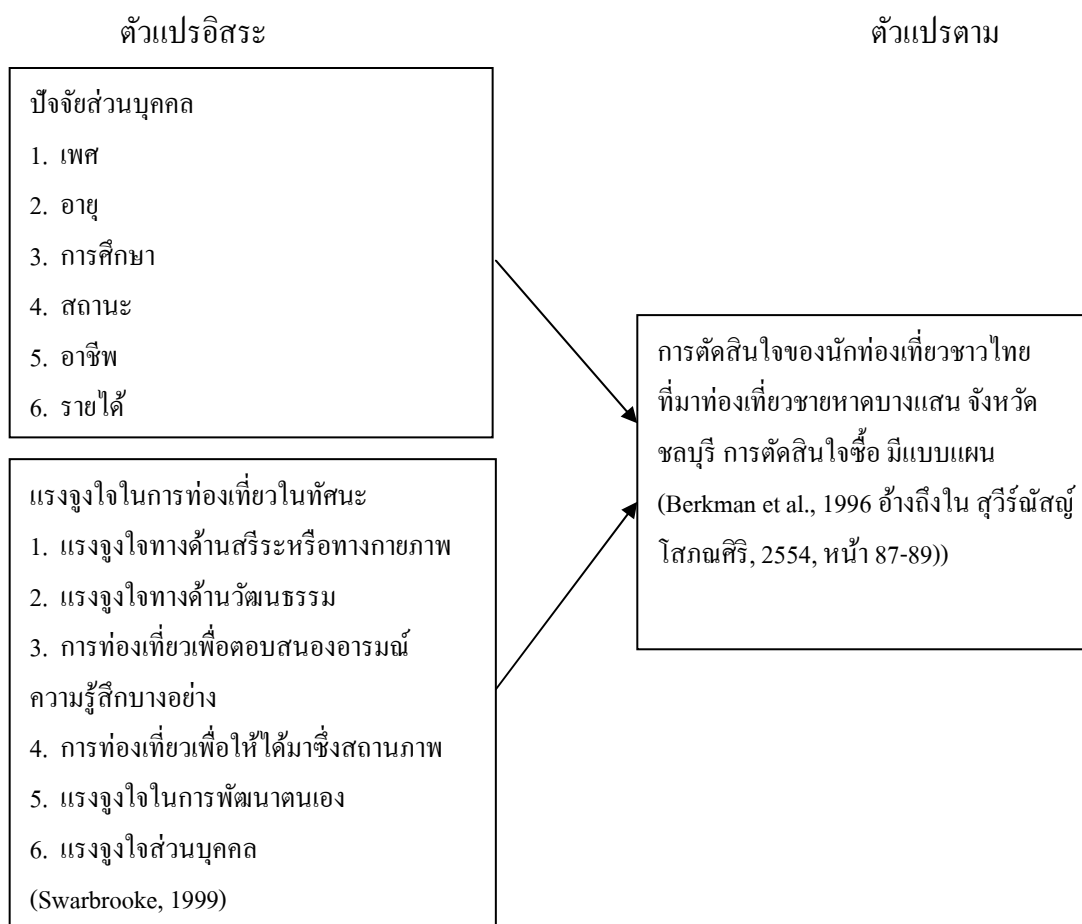 ตัวแปรอิสระ
ตัวแปรตาม
ปัจจัยส่วนบุคคล
1. เพศ
2. อายุ
3. การศึกษา
4. สถานะ
5. อาชีพ
6. รายได้
แรงจูงใจในการท่องเที่ยวในทัศนะ
1. แรงจูงใจทางด้านสรีระหรือทางกายภาพ
2. แรงจูงใจทางด้านวัฒนธรรม
3. การท่องเที่ยวเพื่อตอบสนองอารมณ์
ความรู้สึกบางอย่าง
4. การท่องเที่ยวเพื่อให้ได้มาซึ่งสถานภาพ
5. แรงจูงใจในการพัฒนาตนเอง
6. แรงจูงใจส่วนบุคคล
(Swarbrooke, 1999)
การตัดสินใจของนักท่องเที่ยวชาวไทย
ที่มาท่องเที่ยวชายหาดบางแสน จังหวัด
ชลบุรี การตัดสินใจซื้อ มีแบบแผน
(Berkman et al., 1996 อ้างถึงใน สุวีร์ณัสญ์
โสภณศิริ, 2554, หน้า 87-89))